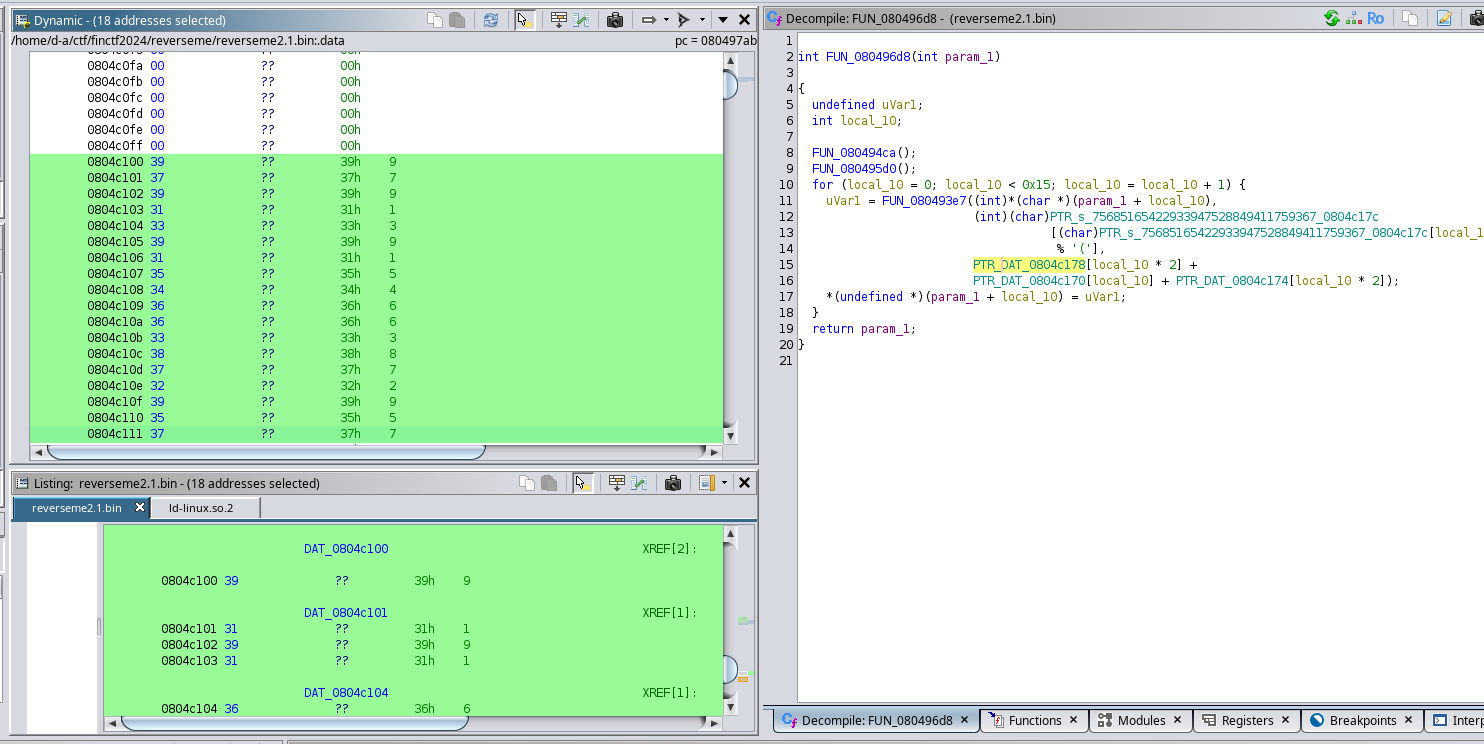 Dynamic - (18 addresses selected)
/home/d-a/ctf/finctf2024/reverseme/reverseme2.1.bin:.data pc = 080497ab
0804c0fa 00 ?? 00h
0804c0fb 00 ?? 00h
0804c0fc 00 ?? 00h
0804c0fd 00 ?? 00h
0804c0fe 00 ?? 00h
0804c0ff 00 ?? 00h
0804c100 39 ?? 39h 9
0804c101 37 ?? 37h 7
0804c102 39 ?? 39h 9
0804c103 31 ?? 31h 1
0804c104 33 ?? 33h 3
0804c105 39 ?? 39h 9
0804c106 31 ?? 31h 1
0804c107 35 ?? 35h 5
0804c108 34 ?? 34h 4
0804c109 36 ?? 36h 6
0804c10a 36 ?? 36h 6
0804c10b 33 ?? 33h 3
0804c10c 38 ?? 38h 8
0804c10d 37 ?? 37h 7
0804c10e 32 ?? 32h 2
0804c10f 39 ?? 39h 9
0804c110 35 ?? 35h 5
0804c111 37 ?? 37h 7
Listing: reverseme2.1.bin - (18 addresses selected)
reverseme2.1.bin ld-linux.so.2
DAT_0804c100 XREF[2]:
0804c100 39 ?? 39h 9
DAT_0804c101 XREF[1]:
0804c101 31 ?? 31h 1
0804c102 39 ?? 39h 9
0804c103 31 ?? 31h 1
DAT_0804c104 XREF[1]:
0804c104 36 ?? 36h 6
Decompile: FUN_080496d8 - (reverseme2.1.bin)
Ro
1
2 int FUN_080496d8(int param_1)
3
4 {
5 undefined uVar1;
6 int local_10;
7
8 FUN_080494ca();
9 FUN_080495d0();
10 for (local_10 = 0; local_10 < 0x15; local_10 = local_10 + 1) {
11 uVar1 = FUN_080493e7((int)*(char *)(param_1 + local_10),
12 (int)(char)PTR_s_75685165422933947528849411759367_0804c17c
13 [(char)PTR_s_75685165422933947528849411759367_0804c17c[local_1
14 % '('],
15 PTR_DAT_0804c178[local_10 * 2] +
16 PTR_DAT_0804c170[local_10] + PTR_DAT_0804c174[local_10 * 2]);
17 *(undefined *)(param_1 + local_10) = uVar1;
18 }
19 return param_1;
20 }
21
Decompile: FUN_080496d8 Functions Modules Registers Breakpoints Interp